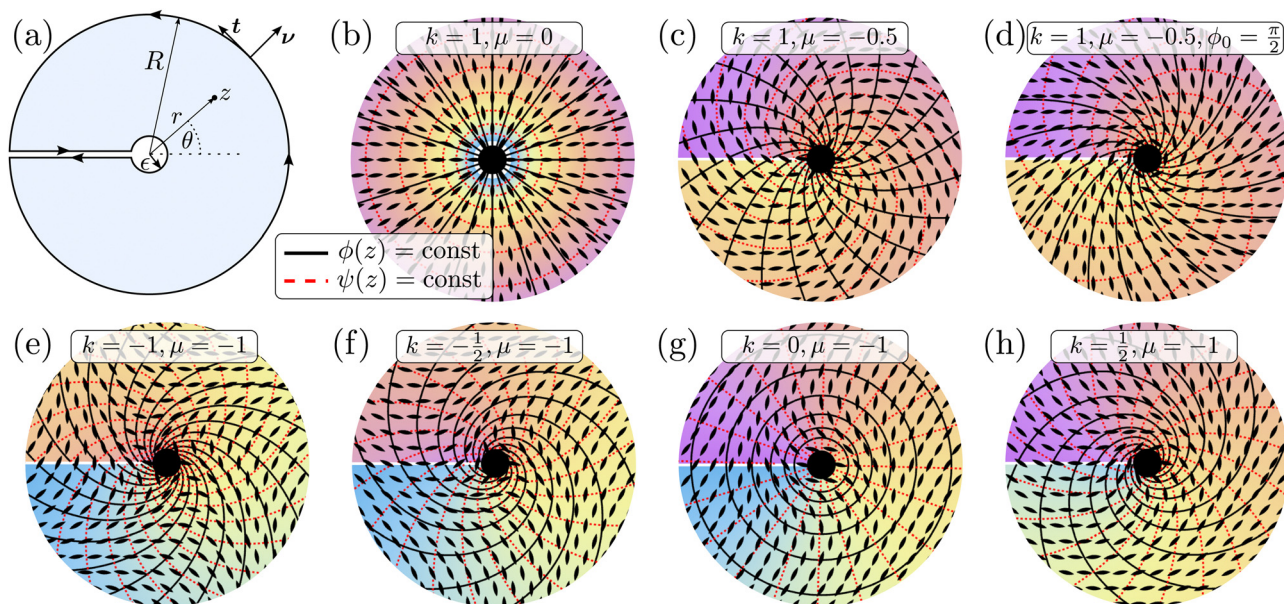 (a)
t
ν
R
r
z
θ
ϵ
(b)
k = 1, μ = 0
(c)
k = 1, μ = −0.5
(d)
k = 1, μ = −0.5, ϕ₀ = π/2
ϕ(z) = const
ψ(z) = const
(e)
k = −1, μ = −1
(f)
k = −1/2, μ = −1
(g)
k = 0, μ = −1
(h)
k = 1/2, μ = −1